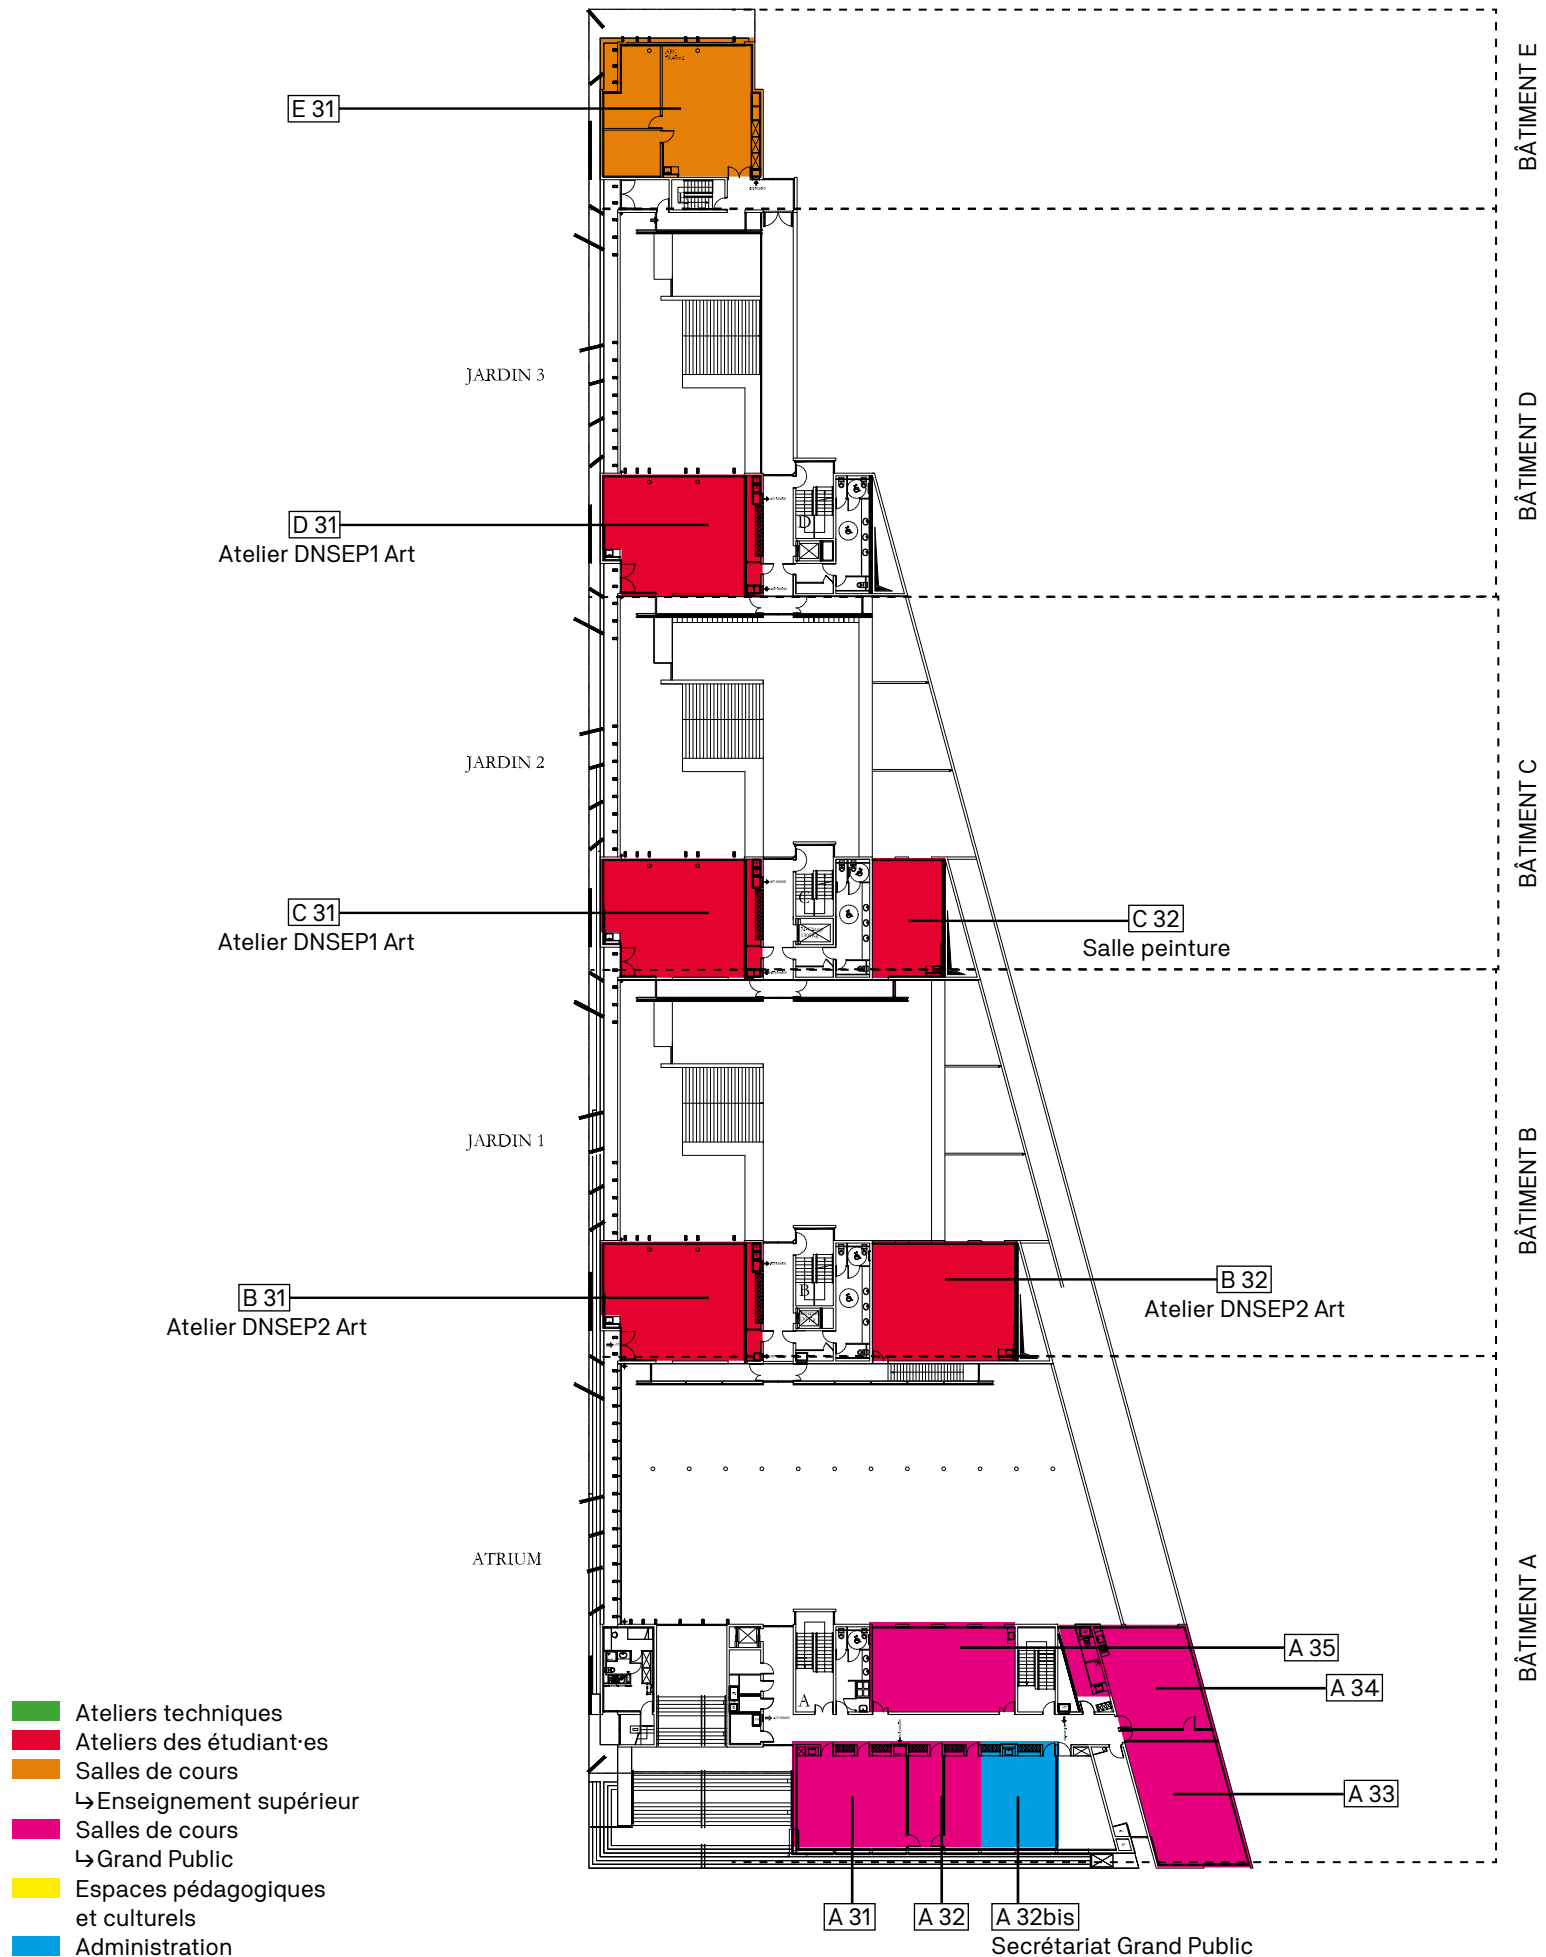 BÂTIMENT E
E 31
JARDIN 3
BÂTIMENT D
D 31
Atelier DNSEP1 Art
D
JARDIN 2
BÂTIMENT C
C 31
Atelier DNSEP1 Art
C
C 32
Salle peinture
JARDIN 1
BÂTIMENT B
B 31
Atelier DNSEP2 Art
B
B 32
Atelier DNSEP2 Art
ATRIUM
BÂTIMENT A
A
A 35
A 34
A 33
A 31
A 32
A 32bis
Secrétariat Grand Public
Ateliers techniques
Ateliers des étudiant·es
Salles de cours
↳Enseignement supérieur
Salles de cours
↳Grand Public
Espaces pédagogiques
et culturels
Administration